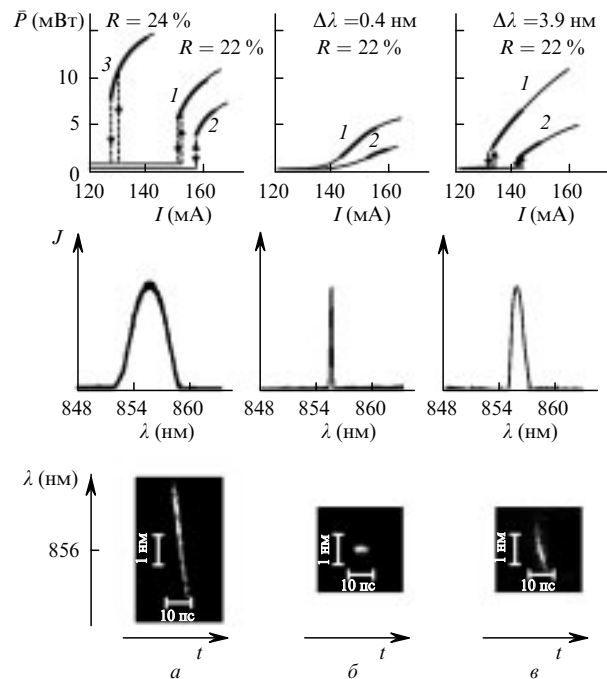 P̄ (мВт) R = 24 % Δλ = 0.4 нм Δλ = 3.9 нм
R = 22 % R = 22 % R = 22 %
3 1 2 1 2 1 2
10
5
0
120 140 160 120 140 160 120 140 160
I (мА) I (мА) I (мА)
J
848 854 860 848 854 860 848 854 860
λ (нм) λ (нм) λ (нм)
λ (нм)
856
1 нм 1 нм 1 нм
10 пс 10 пс 10 пс
t t t
а б в